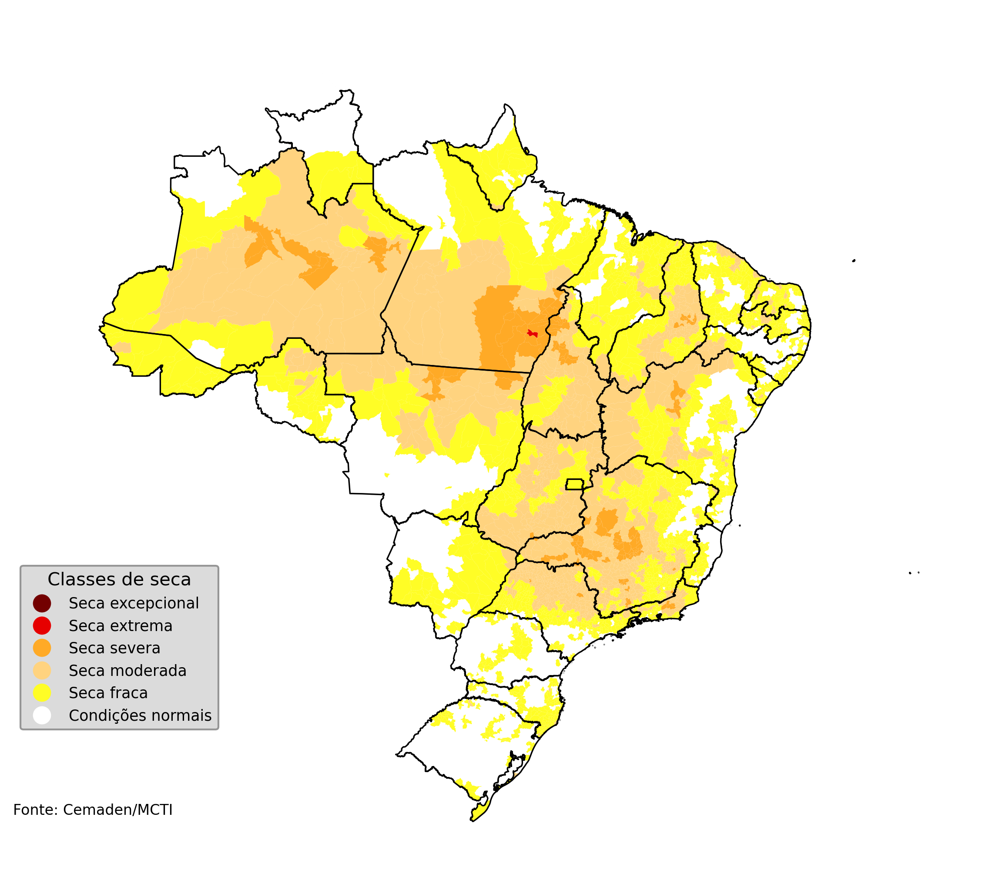 Classes de seca
Seca excepcional
Seca extrema
Seca severa
Seca moderada
Seca fraca
Condições normais
Fonte: Cemaden/MCTI